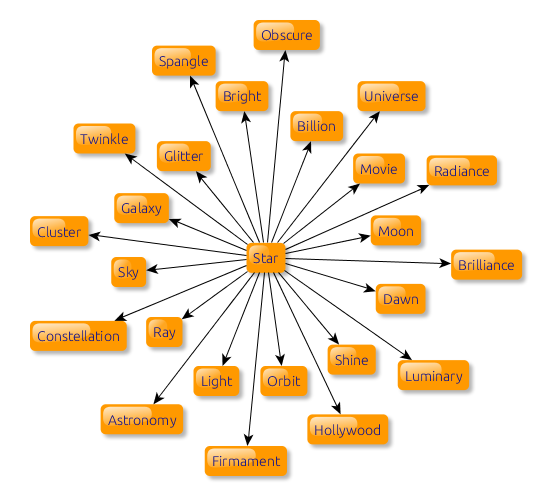 Obscure
Spangle
Bright
Universe
Billion
Twinkle
Glitter
Movie
Radiance
Galaxy
Cluster
Moon
Star
Brilliance
Sky
Dawn
Constellation
Ray
Shine
Light
Orbit
Luminary
Astronomy
Hollywood
Firmament